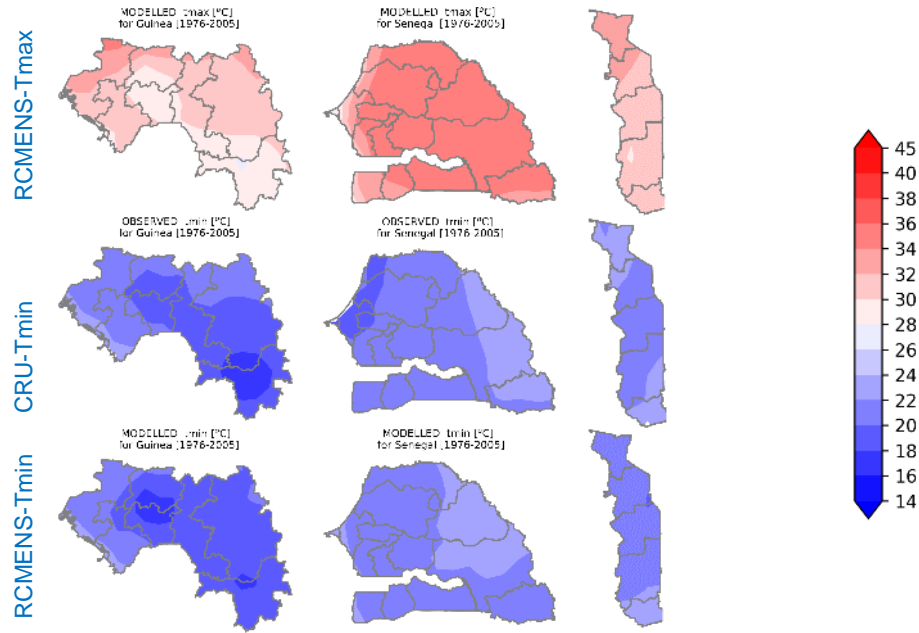 MODELLED tmax [°C]
for Guinea [1976-2005]
MODELLED tmax [°C]
for Senegal [1976-2005]
RCMENS-Tmax
OBSERVED tmin [°C]
for Guinea [1976-2005]
OBSERVED tmin [°C]
for Senegal [1976-2005]
CRU-Tmin
MODELLED tmin [°C]
for Guinea [1976-2005]
MODELLED tmin [°C]
for Senegal [1976-2005]
RCMENS-Tmin
45
40
38
36
34
32
30
28
26
24
22
20
18
16
14